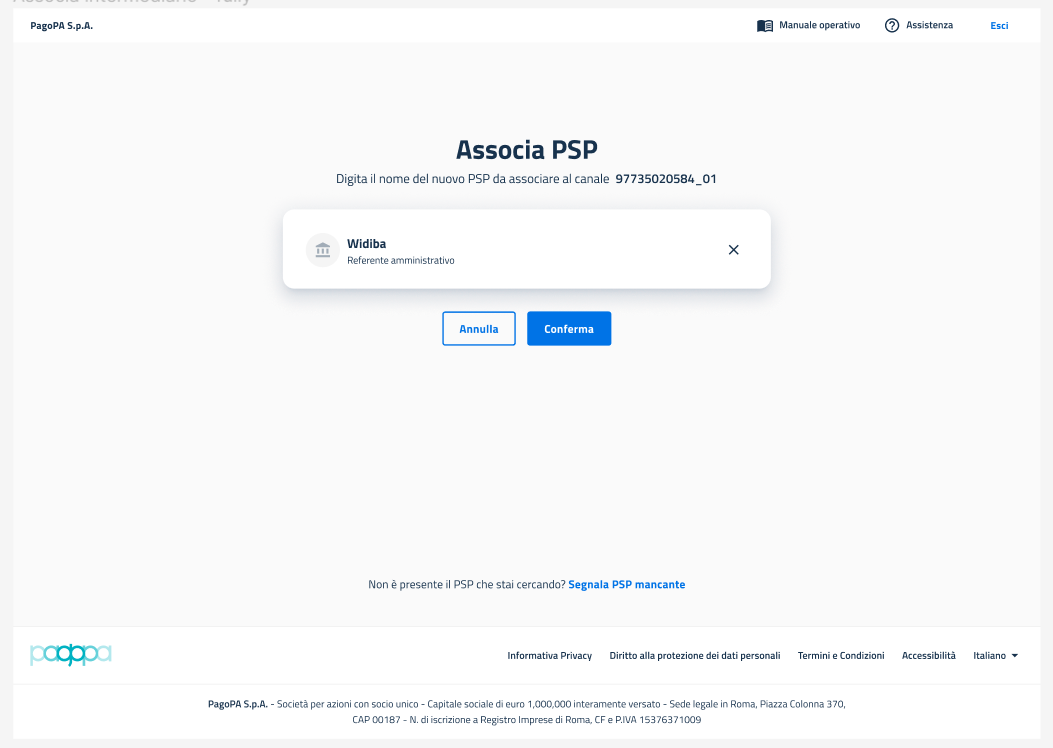 PagoPA S.p.A.
Manuale operativo
Assistenza
Esci
Associa PSP
Digita il nome del nuovo PSP da associare al canale 97735020584_01
Widiba
Referente amministrativo
Annulla
Conferma
Non è presente il PSP che stai cercando? Segnala PSP mancante
pagopa
Informativa Privacy
Diritto alla protezione dei dati personali
Termini e Condizioni
Accessibilità
Italiano
PagoPA S.p.A. - Società per azioni con socio unico - Capitale sociale di euro 1,000,000 interamente versato - Sede legale in Roma, Piazza Colonna 370,
CAP 00187 - N. di iscrizione a Registro Imprese di Roma, CF e P.IVA 15376371009